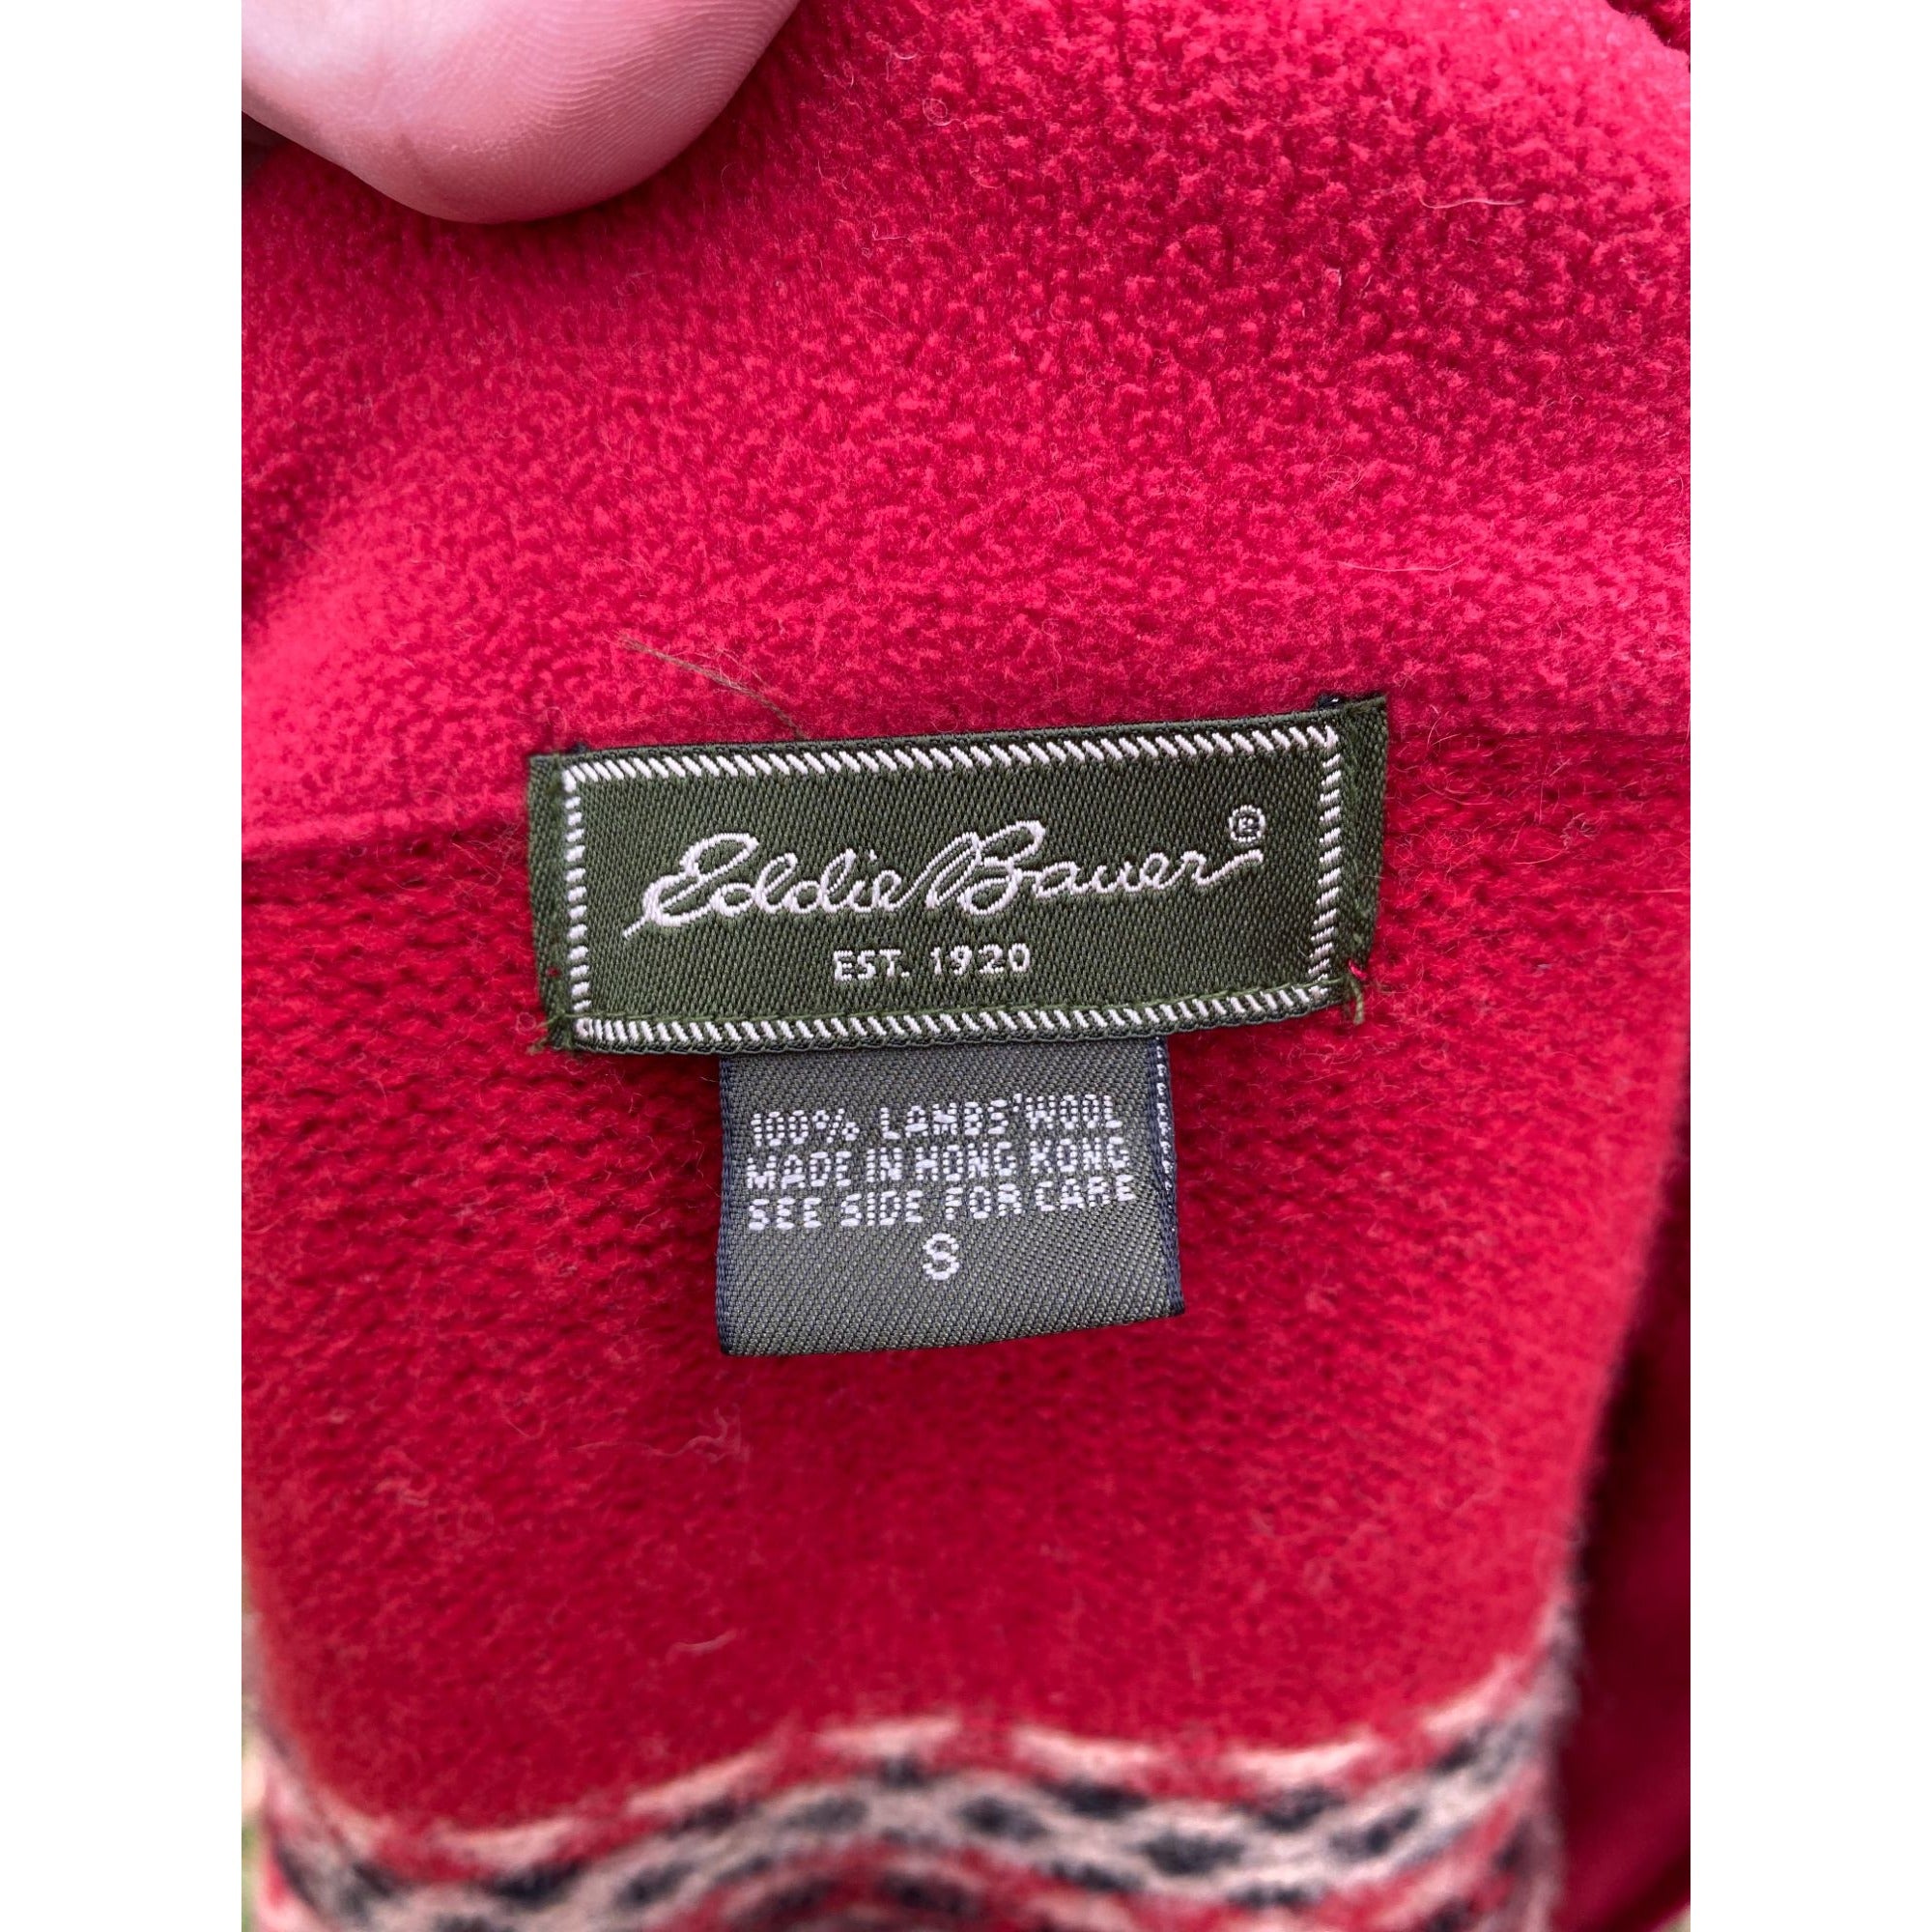 Eddie Bauer®
EST. 1920
100% LAMBS'WOOL
MADE IN HONG KONG
SEE SIDE FOR CARE
S